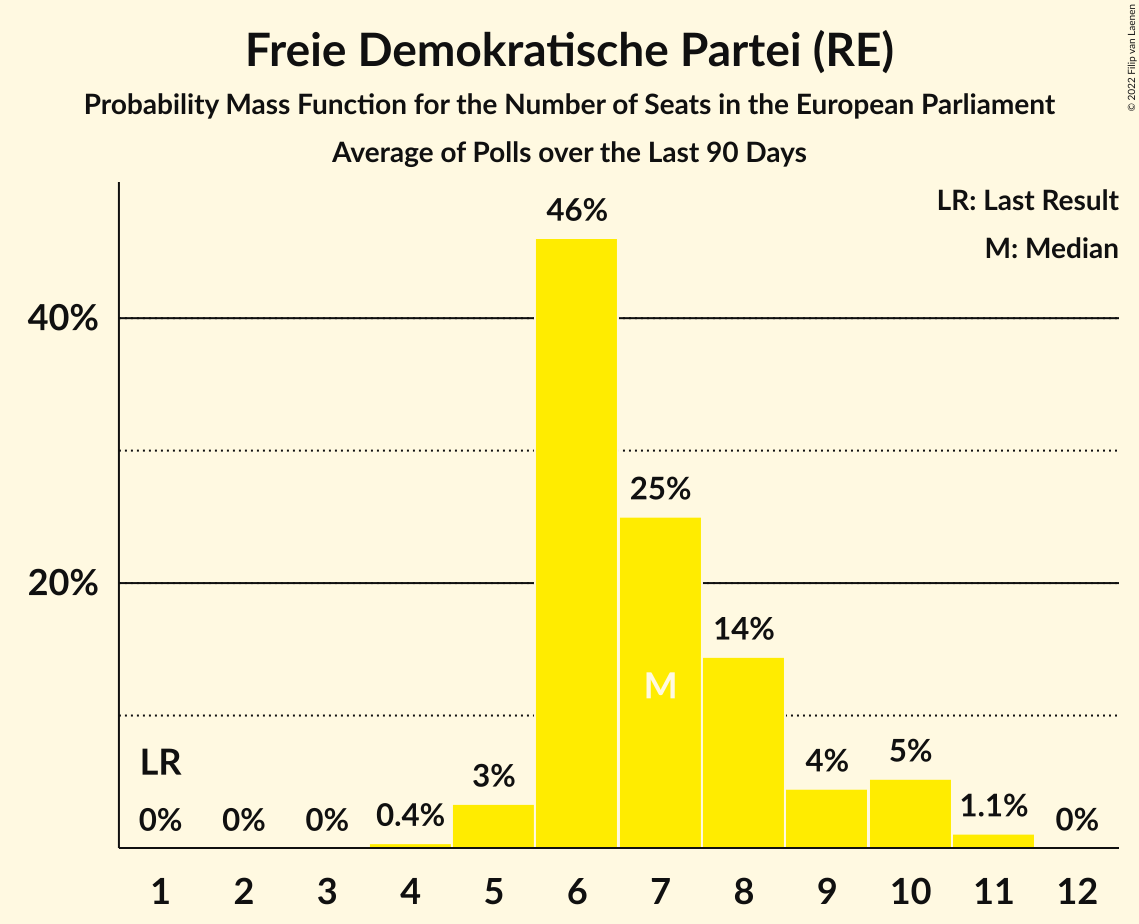 Freie Demokratische Partei (RE)
Probability Mass Function for the Number of Seats in the European Parliament
Average of Polls over the Last 90 Days
© 2022 Filip van Laenen
LR: Last Result
M: Median
46%
40%
25%
20%
14%
M
LR
5%
4%
3%
1.1%
0.4%
0% 0% 0% 0%
1 2 3 4 5 6 7 8 9 10 11 12